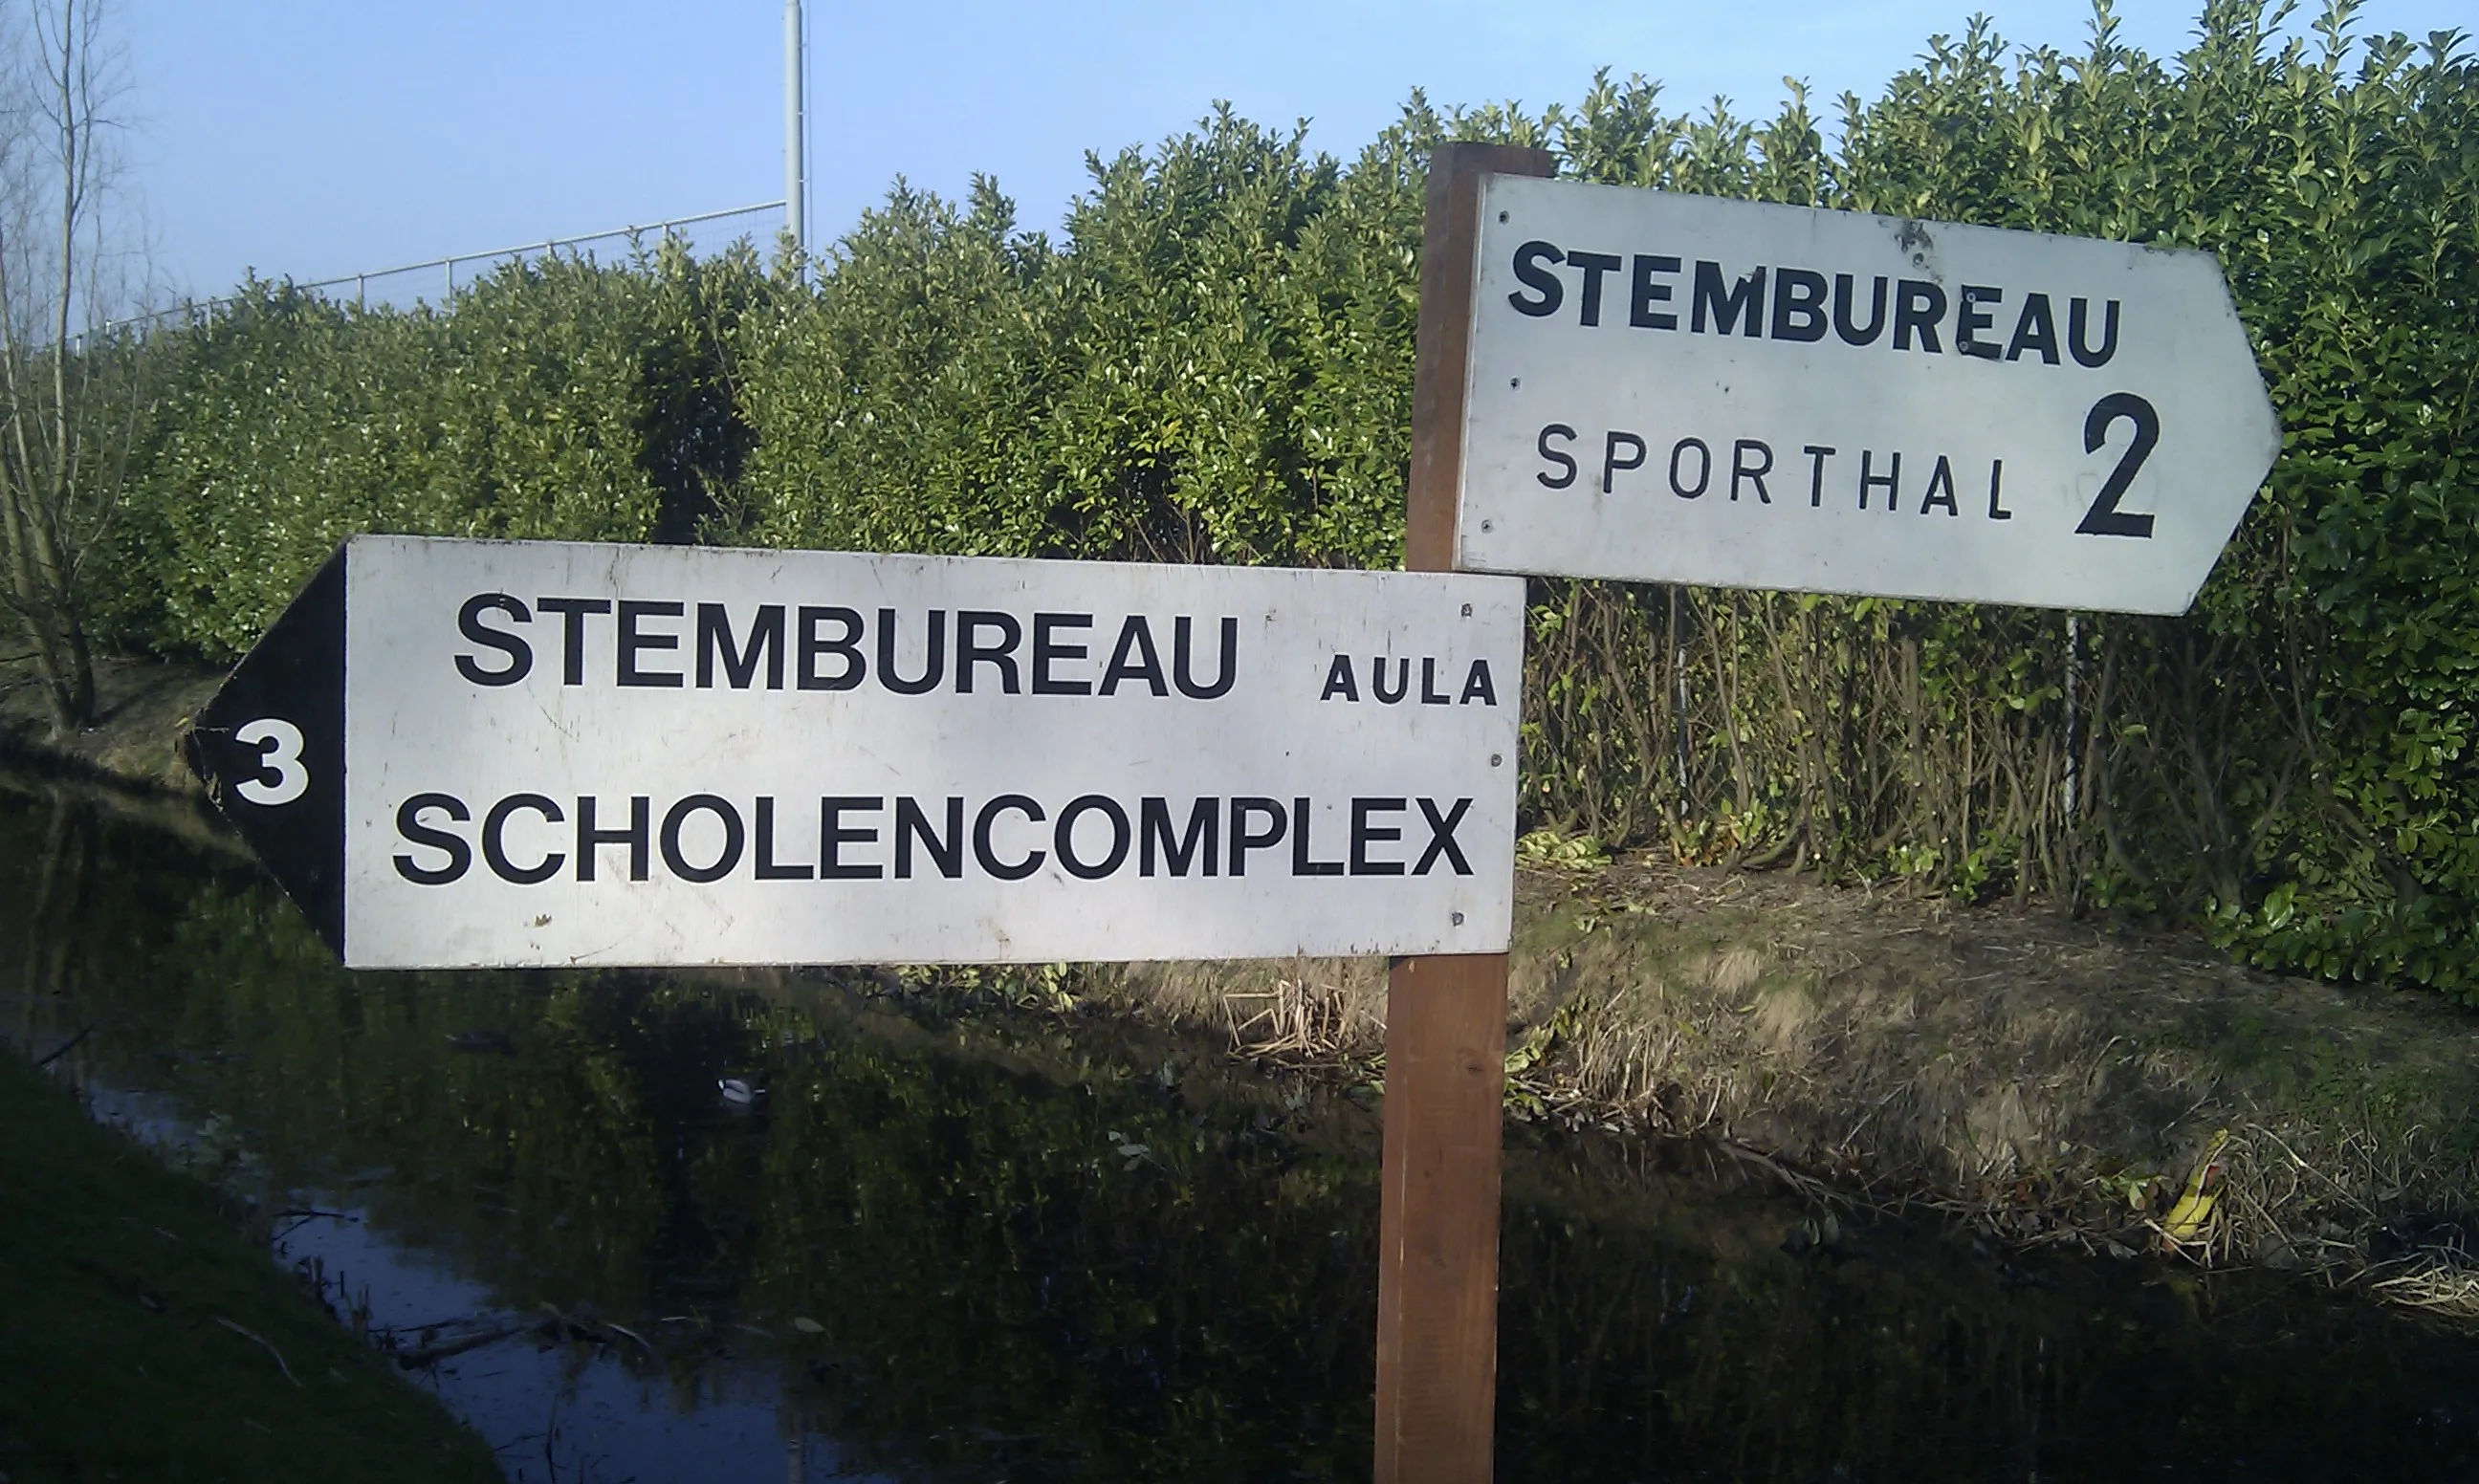 STEMBUREAU
SPORTHAL 2
STEMBUREAU AULA
3
SCHOLENCOMPLEX